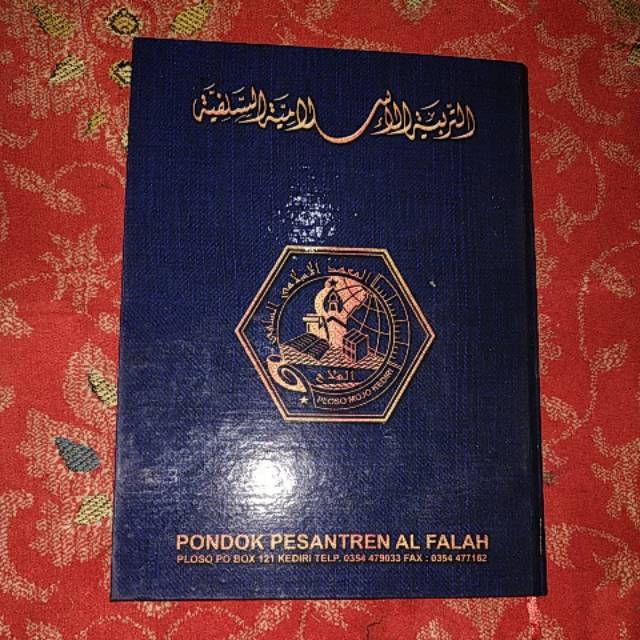 التربية الإسلامية السلفية
المعهد الإسلامي السلفي
الفلاح
PLOSO MOJO KEDIRI
PONDOK PESANTREN AL FALAH
PLOSO PO BOX 121 KEDIRI TELP. 0354 479033 FAX : 0354 477162